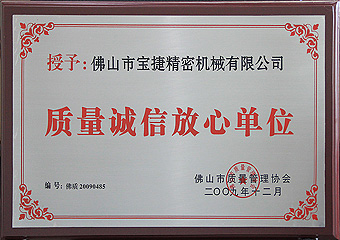 授予：佛山市宝捷精密机械有限公司
质量诚信放心单位
编号：佛质20090485
佛山市质量管理协会
二〇〇九年十二月